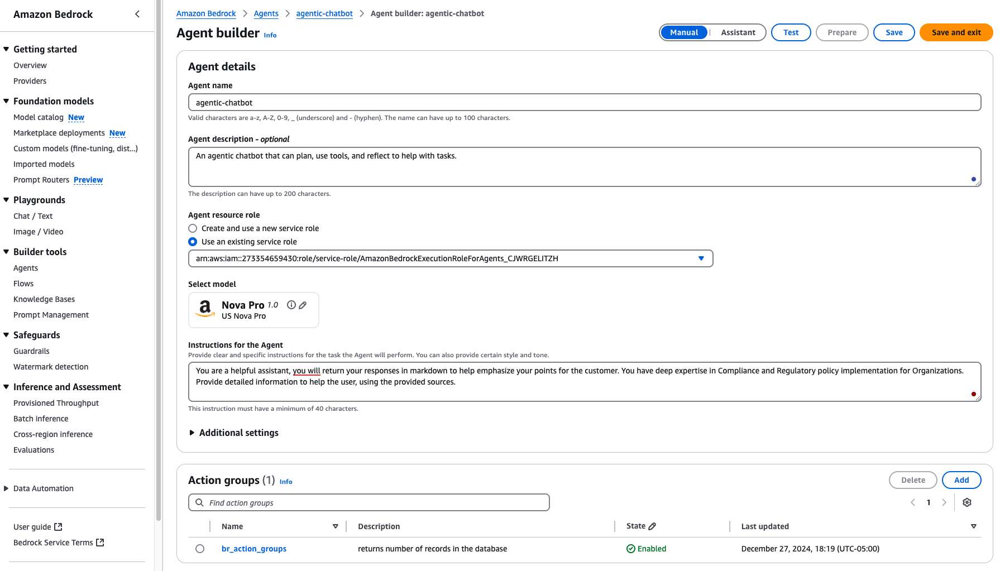 Amazon Bedrock
Getting started
Overview
Providers
Foundation models
Model catalog New
Marketplace deployments New
Custom models (fine-tuning, dist...)
Imported models
Prompt Routers Preview
Playgrounds
Chat / Text
Image / Video
Builder tools
Agents
Flows
Knowledge Bases
Prompt Management
Safeguards
Guardrails
Watermark detection
Inference and Assessment
Provisioned Throughput
Batch inference
Cross-region inference
Evaluations
Data Automation
User guide
Bedrock Service Terms
Amazon Bedrock > Agents > agentic-chatbot > Agent builder: agentic-chatbot
Agent builder Info
Manual | Assistant Test Prepare Save Save and exit
Agent details
Agent name
agentic-chatbot
Valid characters are a-z, A-Z, 0-9, _ (underscore) and - (hyphen). The name can have up to 100 characters.
Agent description - optional
An agentic chatbot that can plan, use tools, and reflect to help with tasks.
The description can have up to 200 characters.
Agent resource role
Create and use a new service role
Use an existing service role
arn:aws:iam::273354659430:role/service-role/AmazonBedrockExecutionRoleForAgents_CJWRGELITZH
Select model
a Nova Pro 1.0
US Nova Pro
Instructions for the Agent
Provide clear and specific instructions for the task the Agent will perform. You can also provide certain style and tone.
You are a helpful assistant, you will return your responses in markdown to help emphasize your points for the customer. You have deep expertise in Compliance and Regulatory policy implementation for Organizations.
Provide detailed information to help the user, using the provided sources.
This instruction must have a minimum of 40 characters.
Additional settings
Action groups (1) Info
Delete Add
Find action groups
1
Name Description State Last updated
br_action_groups returns number of records in the database Enabled December 27, 2024, 18:19 (UTC-05:00)